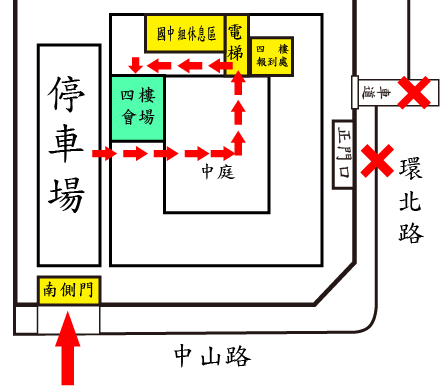 國中組休息區
電梯
四樓
報到處
四樓
會場
停車場
中庭
車道
正門口
環北路
南側門
中山路